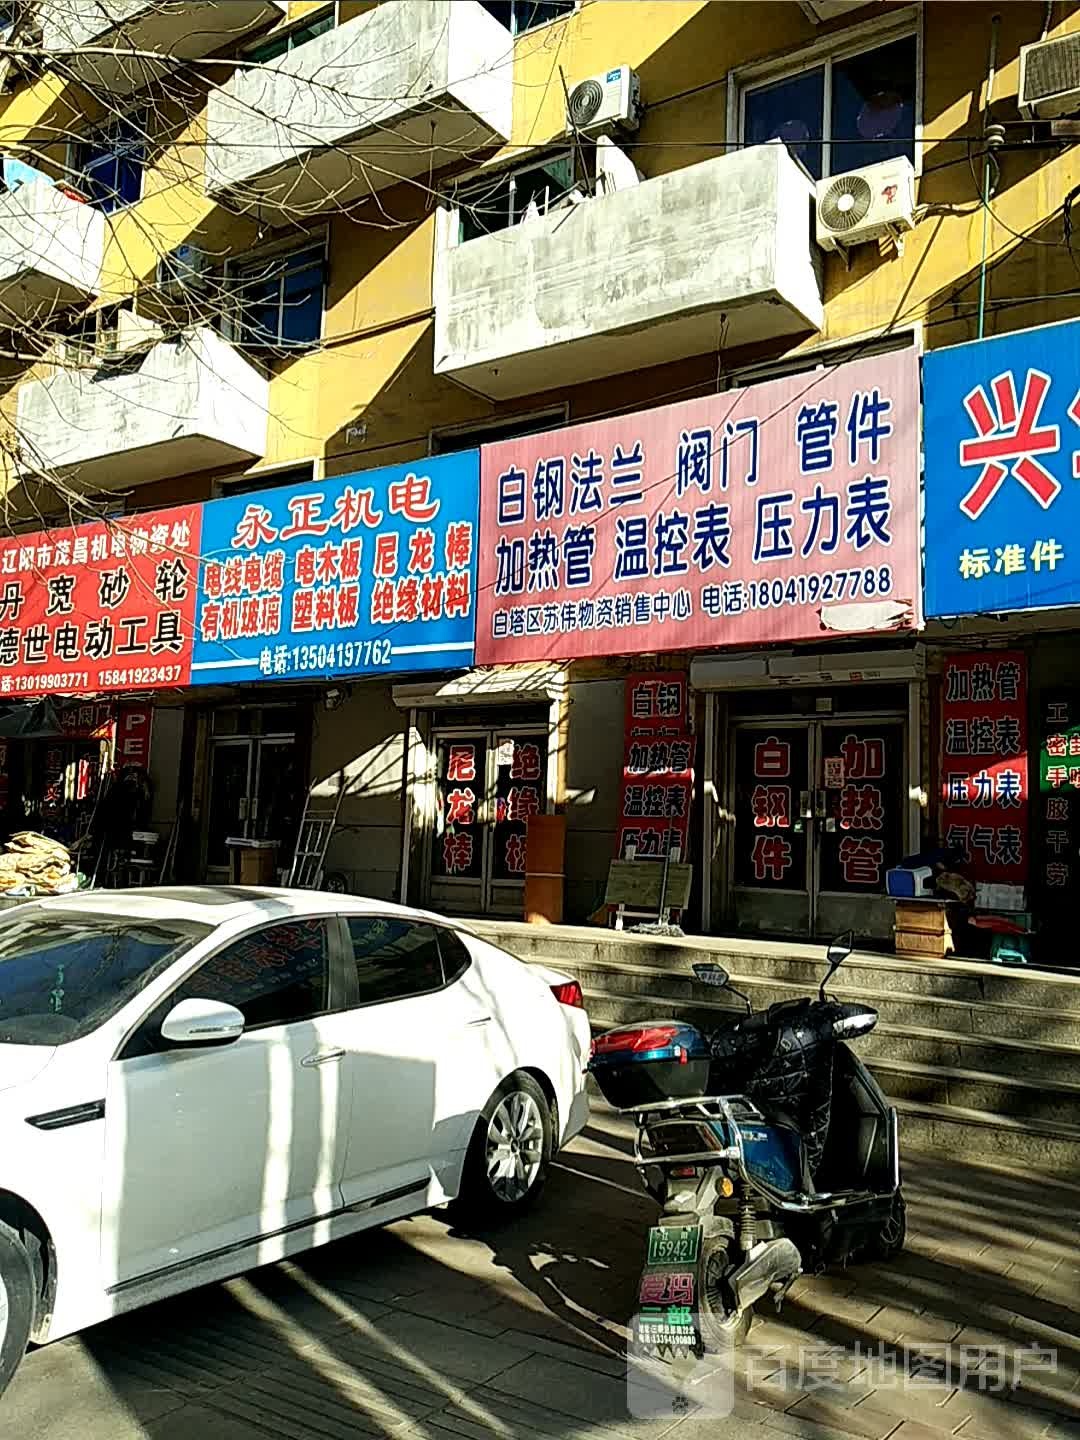 辽阳市茂昌机电物资处
丹宽砂轮
德世电动工具
话:13019903771 15841923437
永正机电
电线电缆 电木板 尼龙棒
有机玻璃 塑料板 绝缘材料
电话:13504197762
白钢法兰 阀门 管件
加热管 温控表 压力表
白塔区苏伟物资销售中心 电话:18041927788
兴
标准件
尼龙棒
绝缘板
白钢
加热管
温控表
压力表
白钢件
加热管
加热管
温控表
压力表
氧气表
159421
爱玛
二部
百度地图用户